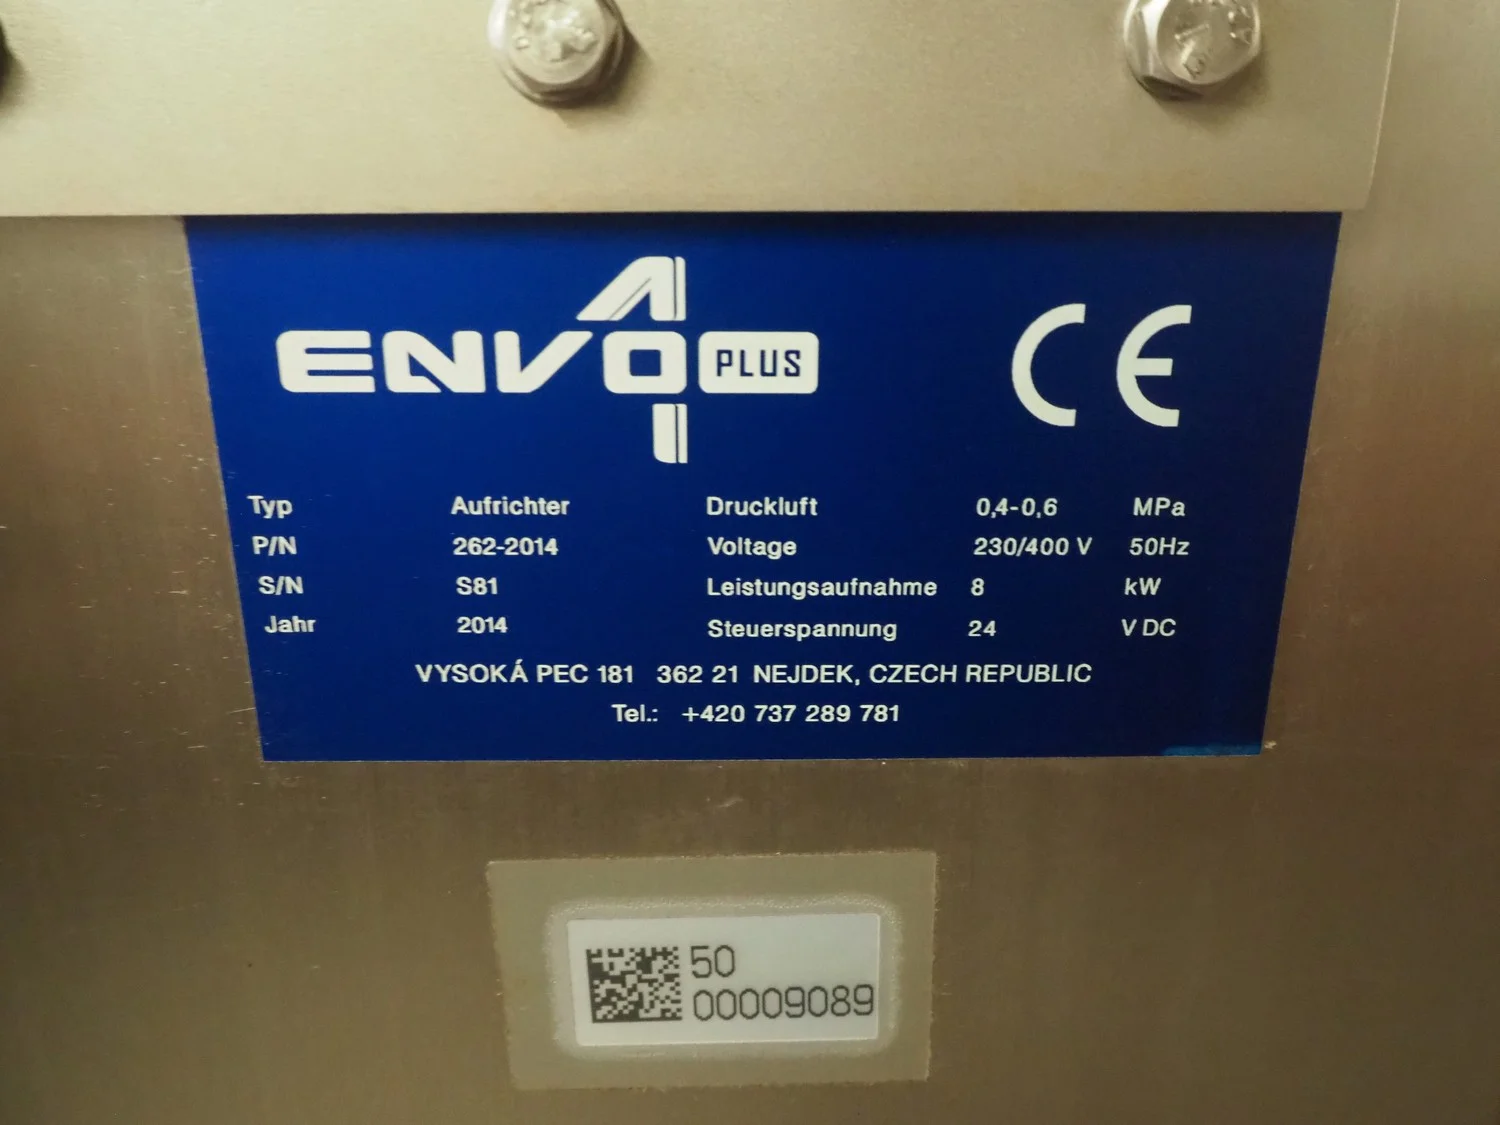 ENVO PLUS
CE
Typ Aufrichter Druckluft 0,4-0,6 MPa
P/N 262-2014 Voltage 230/400 V 50Hz
S/N S81 Leistungsaufnahme 8 kW
Jahr 2014 Steuerspannung 24 V DC
VYSOKÁ PEC 181 362 21 NEJDEK, CZECH REPUBLIC
Tel.: +420 737 289 781
50
00009089